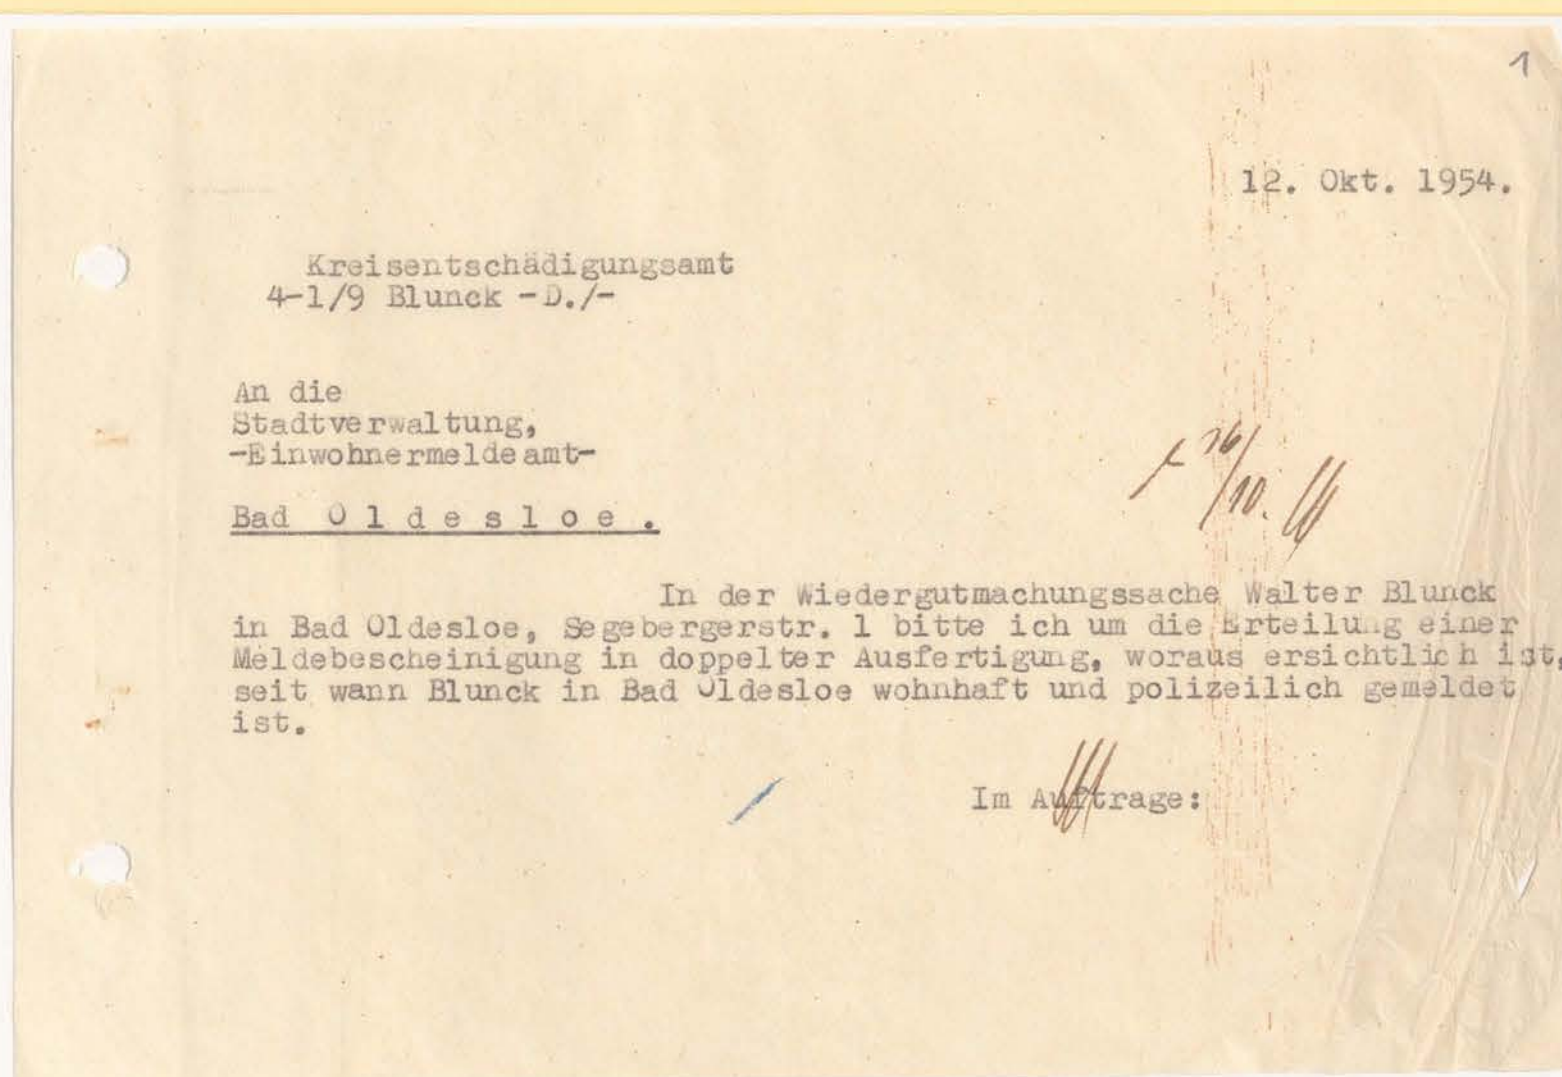 1
12. Okt. 1954.
Kreisentschädigungsamt
4-1/9 Blunck -D./-
An die
Stadtverwaltung,
-Einwohnermeldeamt-
Bad O l d e s l o e .
/10.
In der Wiedergutmachungssache Walter Blunck
in Bad Oldesloe, Segebergerstr. 1 bitte ich um die Erteilung einer
Meldebescheinigung in doppelter Ausfertigung, woraus ersichtlich ist,
seit wann Blunck in Bad Oldesloe wohnhaft und polizeilich gemeldet
ist.
Im Auftrage: